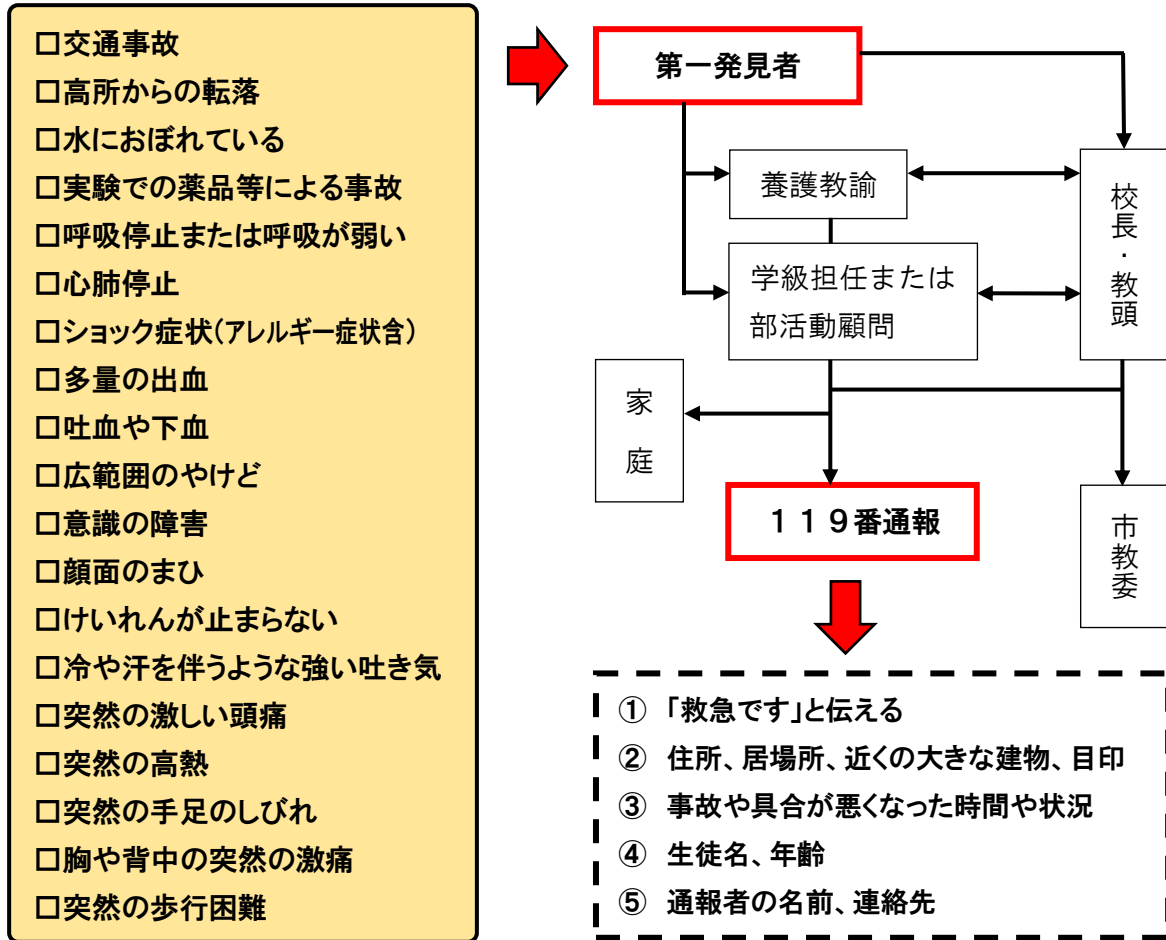 □交通事故
□高所からの転落
□水におぼれている
□実験での薬品等による事故
□呼吸停止または呼吸が弱い
□心肺停止
□ショック症状(アレルギー症状含)
□多量の出血
□吐血や下血
□広範囲のやけど
□意識の障害
□顔面のまひ
□けいれんが止まらない
□冷や汗を伴うような強い吐き気
□突然の激しい頭痛
□突然の高熱
□突然の手足のしびれ
□胸や背中の突然の激痛
□突然の歩行困難
第一発見者
養護教諭
学級担任または
部活動顧問
校長・教頭
家庭
119番通報
市教委
① 「救急です」と伝える
② 住所、居場所、近くの大きな建物、目印
③ 事故や具合が悪くなった時間や状況
④ 生徒名、年齢
⑤ 通報者の名前、連絡先